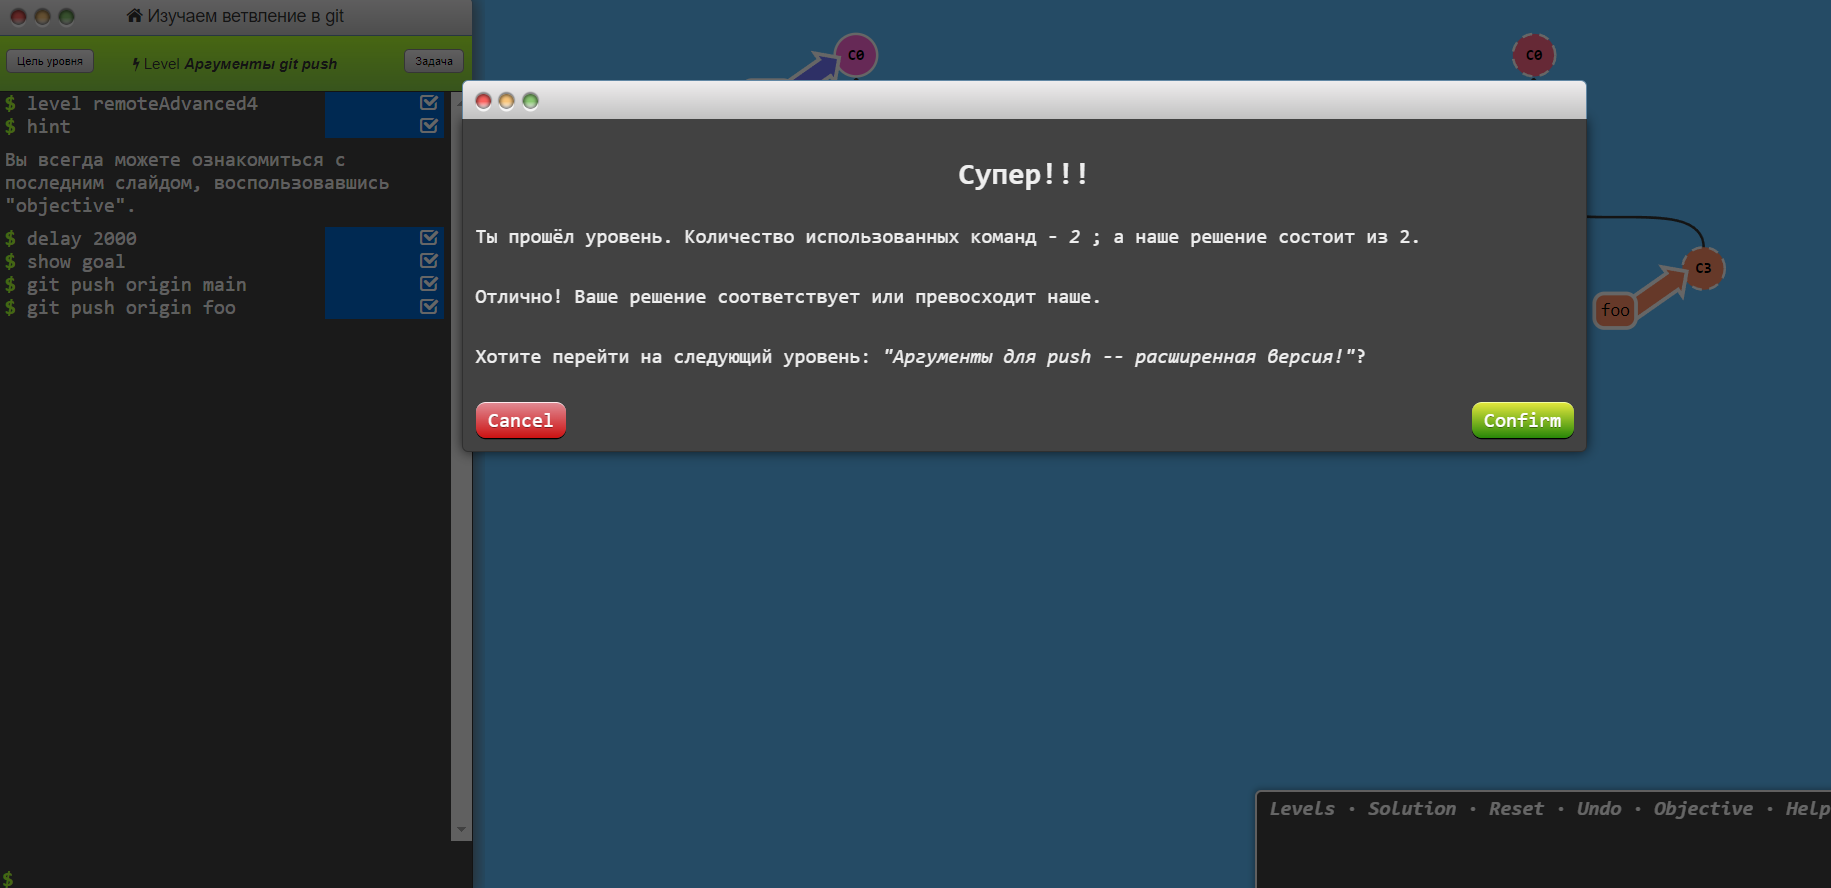 Изучаем ветвление в git
Цель уровня
Level Аргументы git push
Задача
$ level remoteAdvanced4
$ hint
Вы всегда можете ознакомиться с
последним слайдом, воспользовавшись
"objective".
$ delay 2000
$ show goal
$ git push origin main
$ git push origin foo
$
C0
C0
C3
foo
Супер!!!
Ты прошёл уровень. Количество использованных команд - 2 ; а наше решение состоит из 2.
Отлично! Ваше решение соответствует или превосходит наше.
Хотите перейти на следующий уровень: "Аргументы для push -- расширенная версия!"?
Cancel
Confirm
Levels · Solution · Reset · Undo · Objective · Help